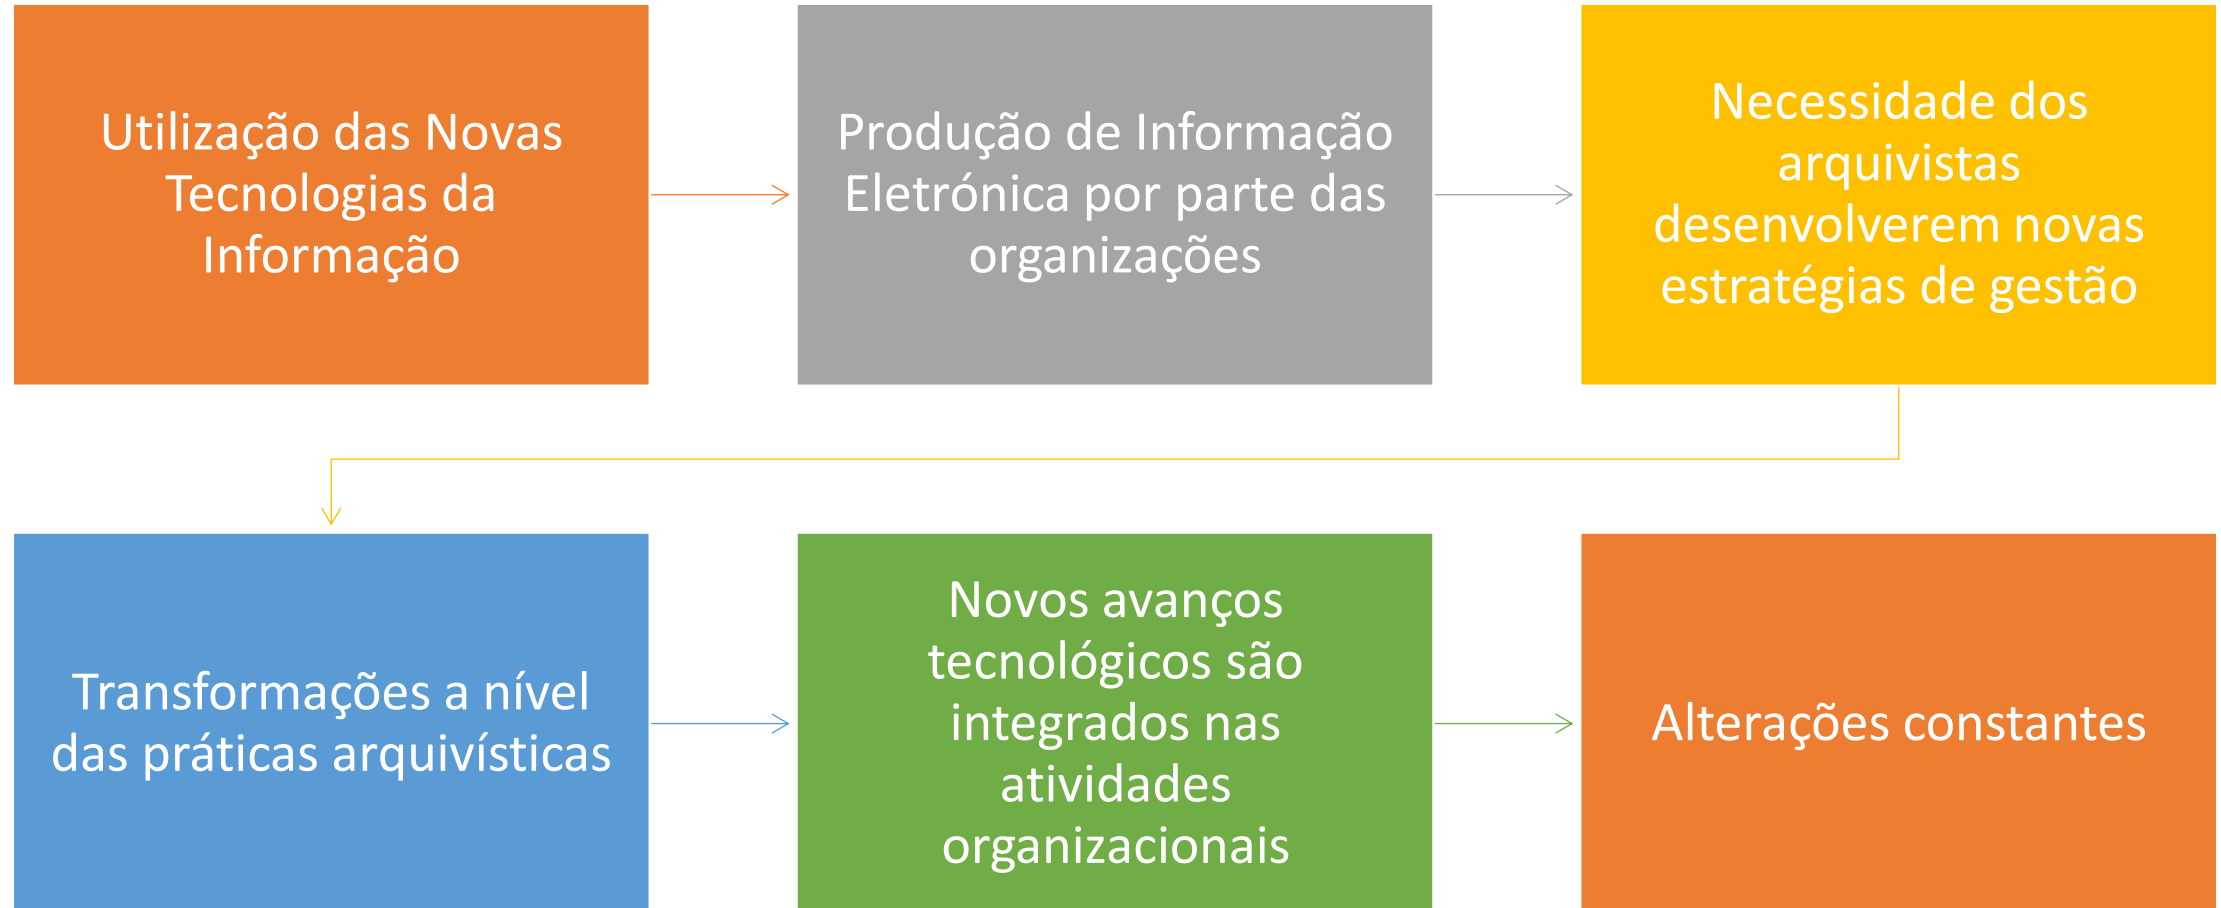 Utilização das Novas
Tecnologias da
Informação
Produção de Informação
Eletrónica por parte das
organizações
Necessidade dos
arquivistas
desenvolverem novas
estratégias de gestão
Transformações a nível
das práticas arquivísticas
Novos avanços
tecnológicos são
integrados nas
atividades
organizacionais
Alterações constantes